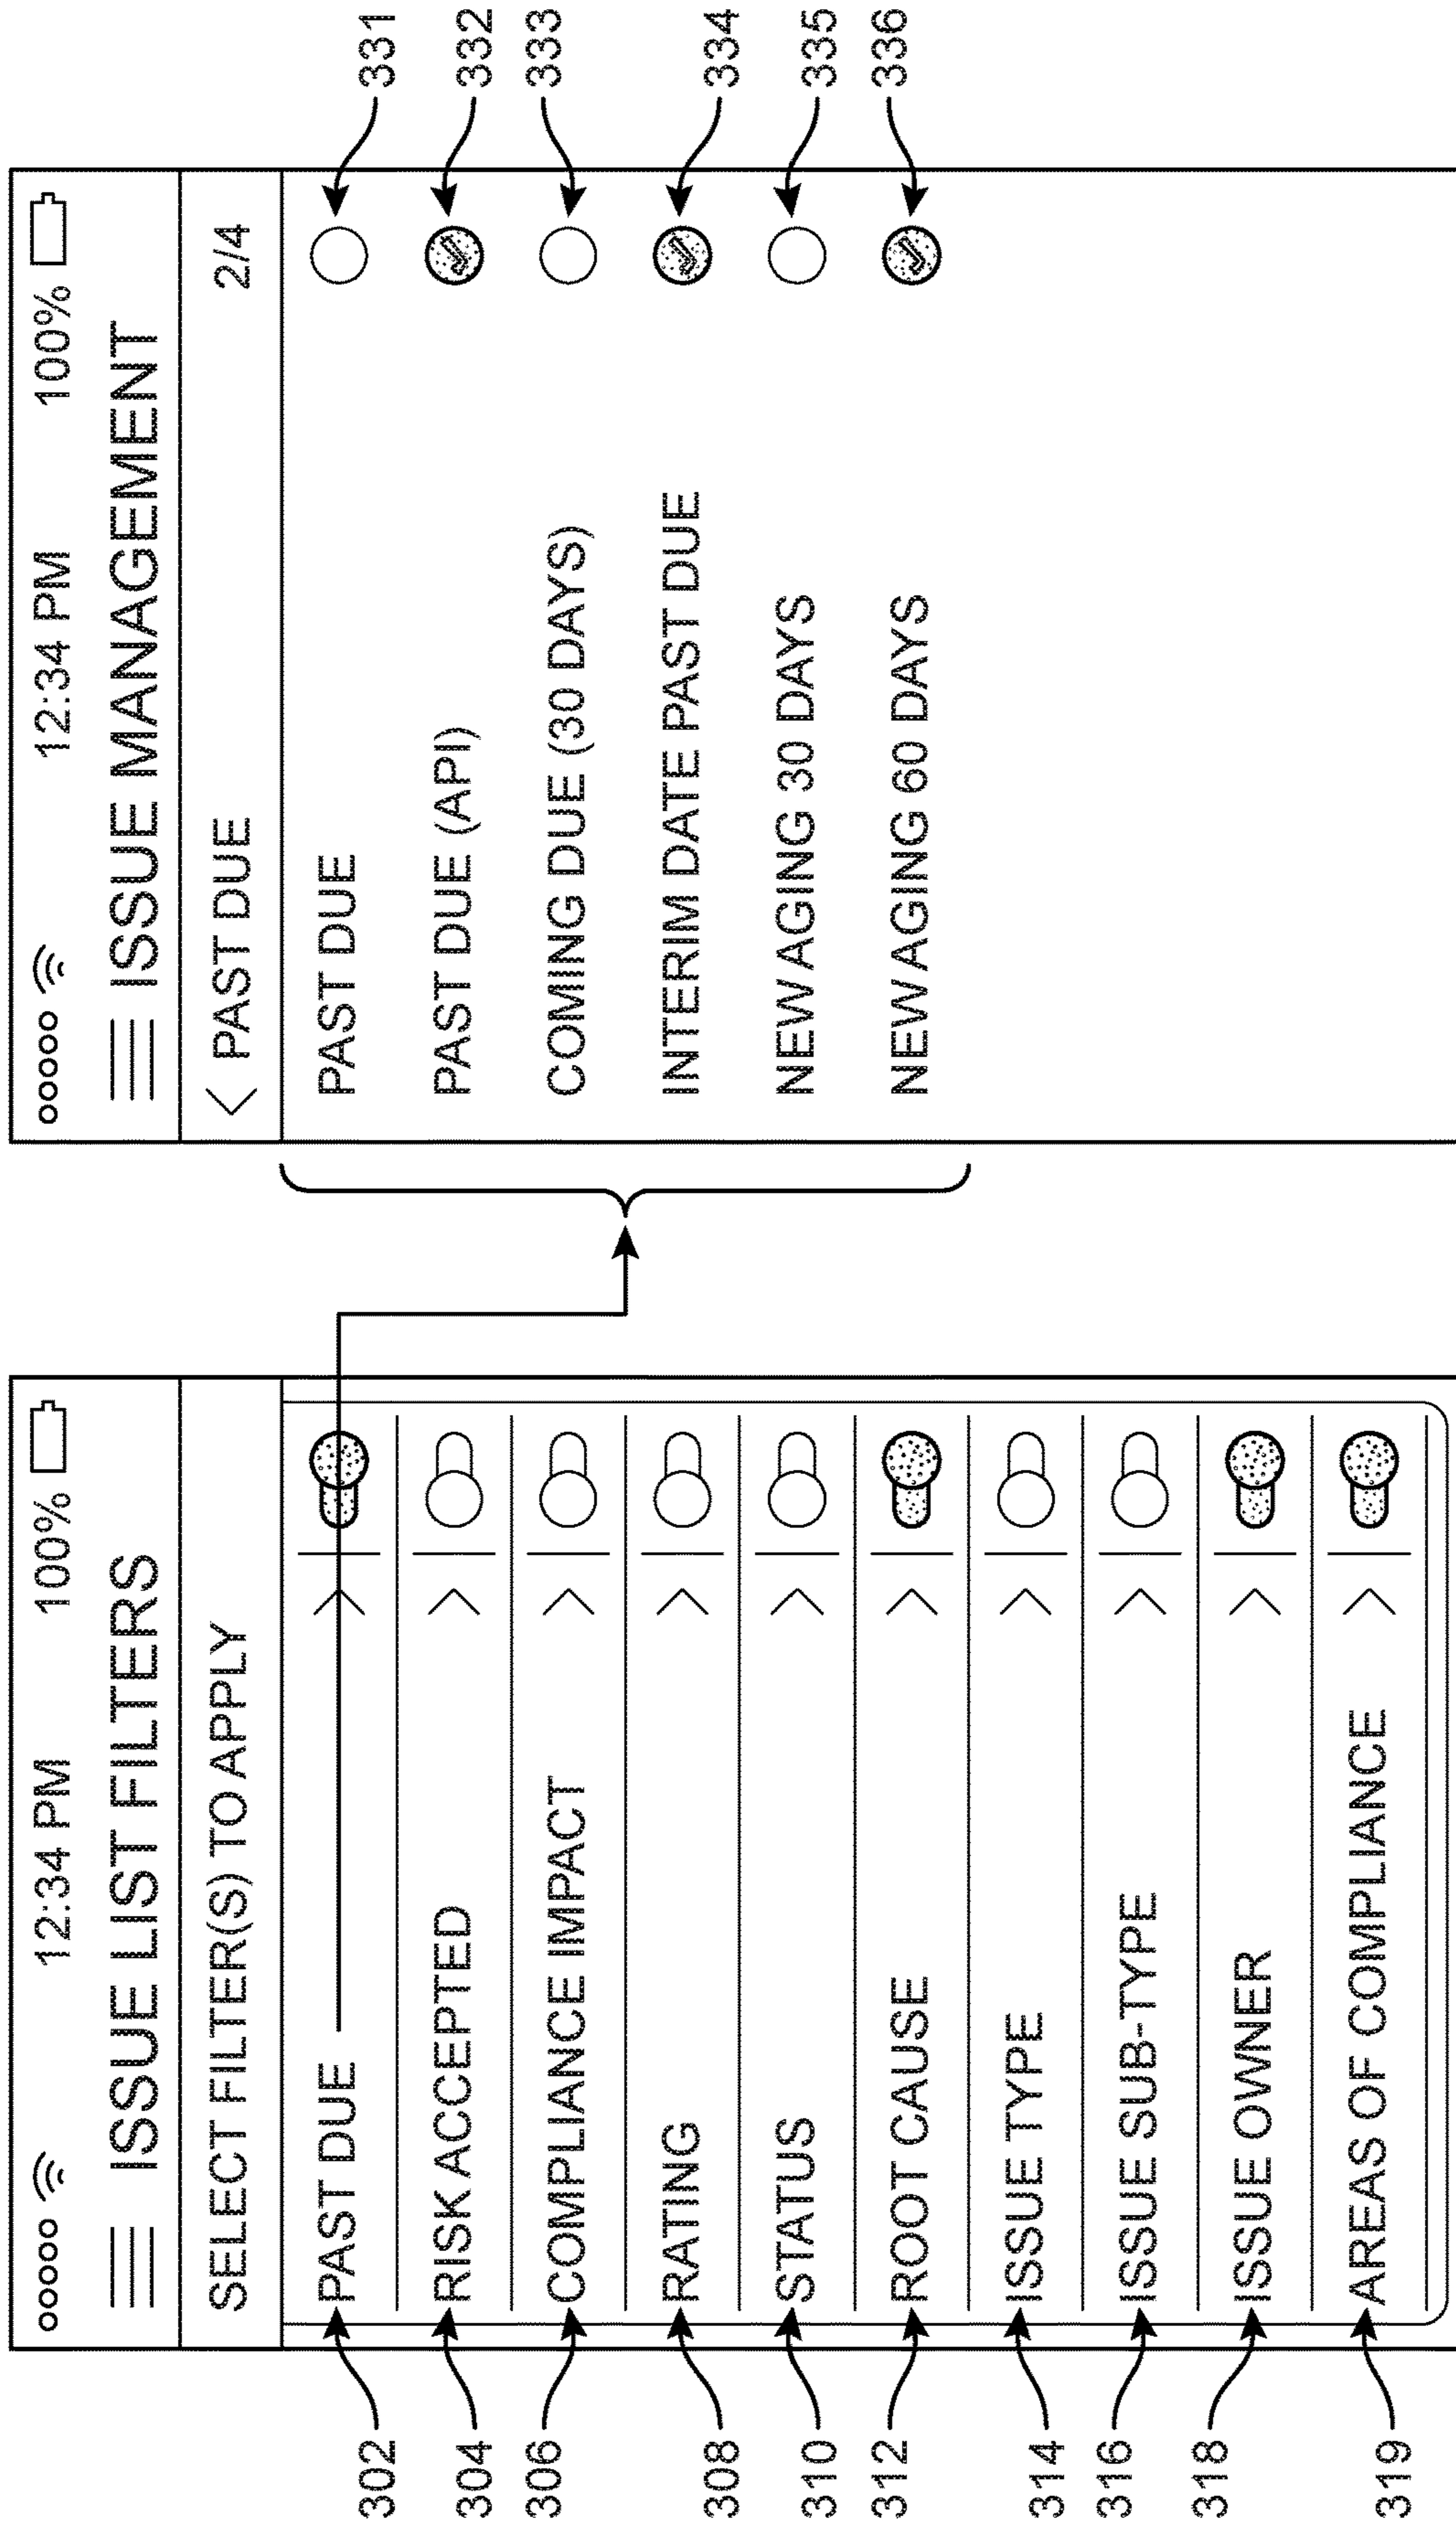 12:34 PM 100%
ISSUE LIST FILTERS
SELECT FILTER(S) TO APPLY
302 PAST DUE
304 RISK ACCEPTED
306 COMPLIANCE IMPACT
308 RATING
310 STATUS
312 ROOT CAUSE
314 ISSUE TYPE
316 ISSUE SUB-TYPE
318 ISSUE OWNER
319 AREAS OF COMPLIANCE
12:34 PM 100%
ISSUE MANAGEMENT
< PAST DUE 2/4
PAST DUE 331
PAST DUE (API) 332
COMING DUE (30 DAYS) 333
INTERIM DATE PAST DUE 334
NEW AGING 30 DAYS 335
NEW AGING 60 DAYS 336